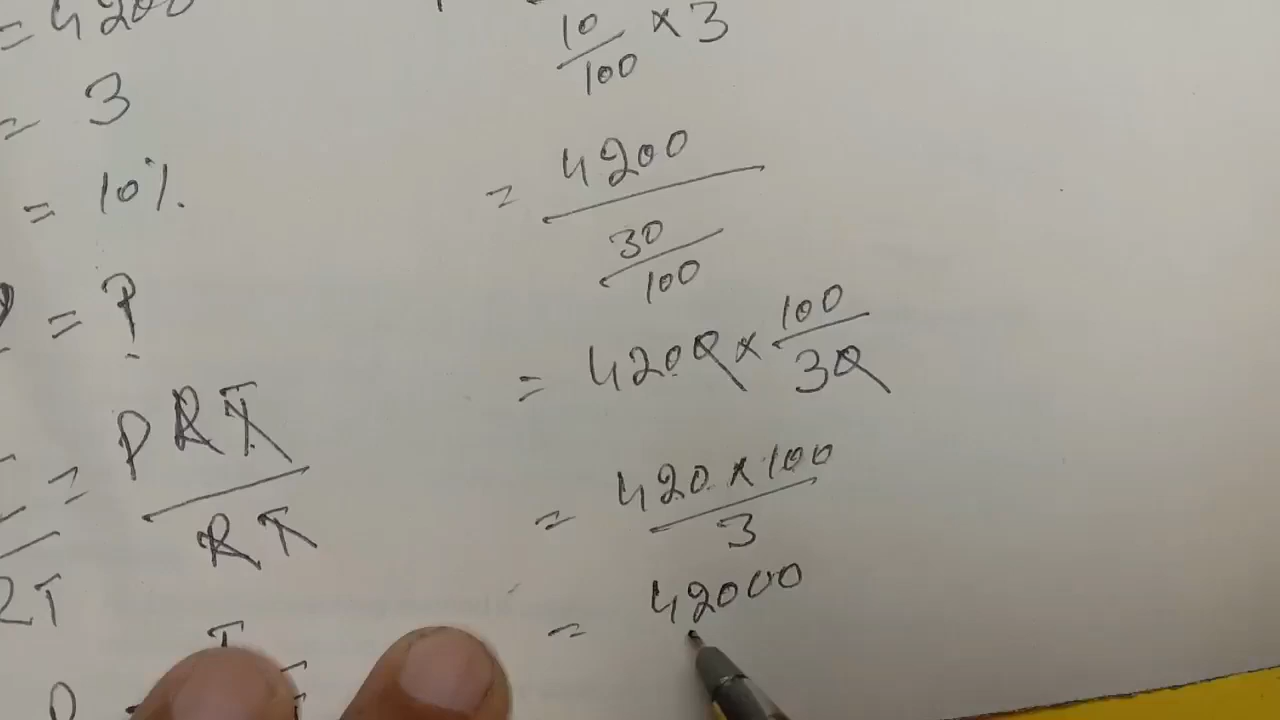 = 4200
= 3
= 10%.
= ?
= PRT
RT
10/100 × 3
= 4200
30/100
= 4200 × 100/30
= 420 × 100
3
= 42000